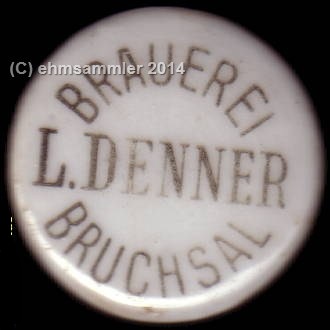 (C) ehmsammler 2014
BRAUEREI
L.DENNER
BRUCHSAL